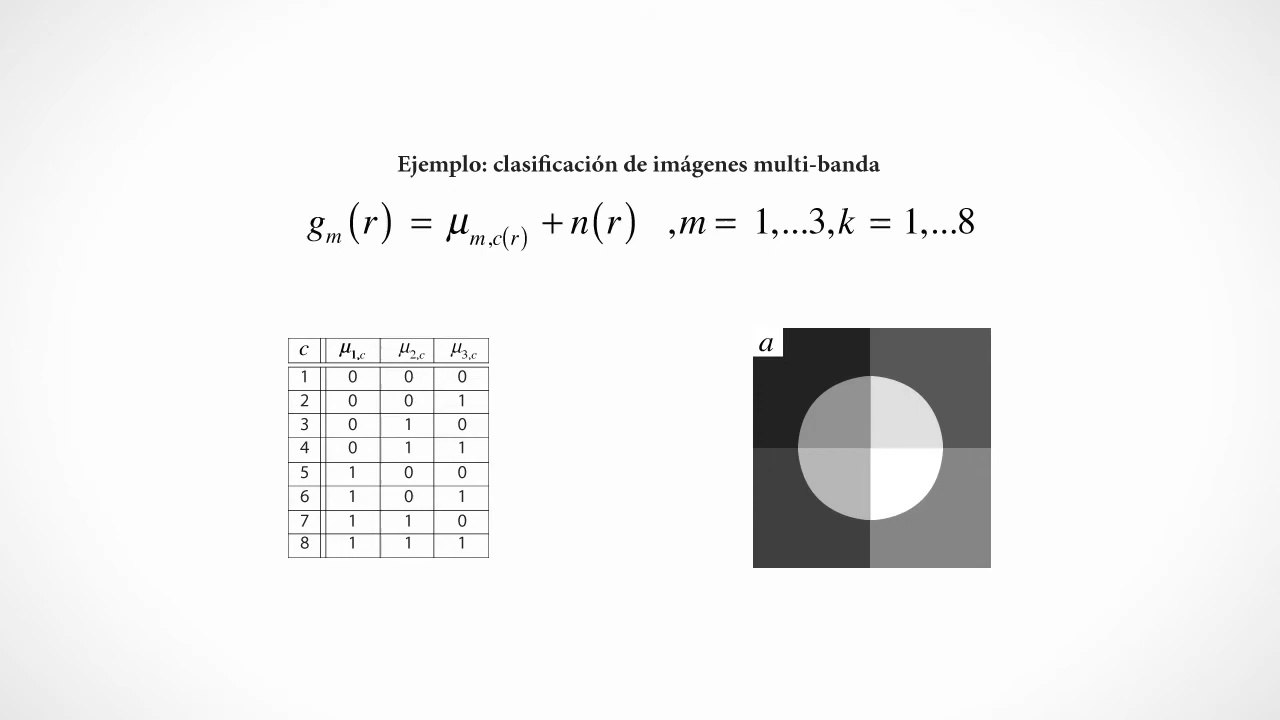 Ejemplo: clasificación de imágenes multi-banda
gₘ(r) = μ_{m,c(r)} + n(r) ,m = 1,...3,k = 1,...8
c μ_{1,c} μ_{2,c} μ_{3,c}
1 0 0 0
2 0 0 1
3 0 1 0
4 0 1 1
5 1 0 0
6 1 0 1
7 1 1 0
8 1 1 1
a